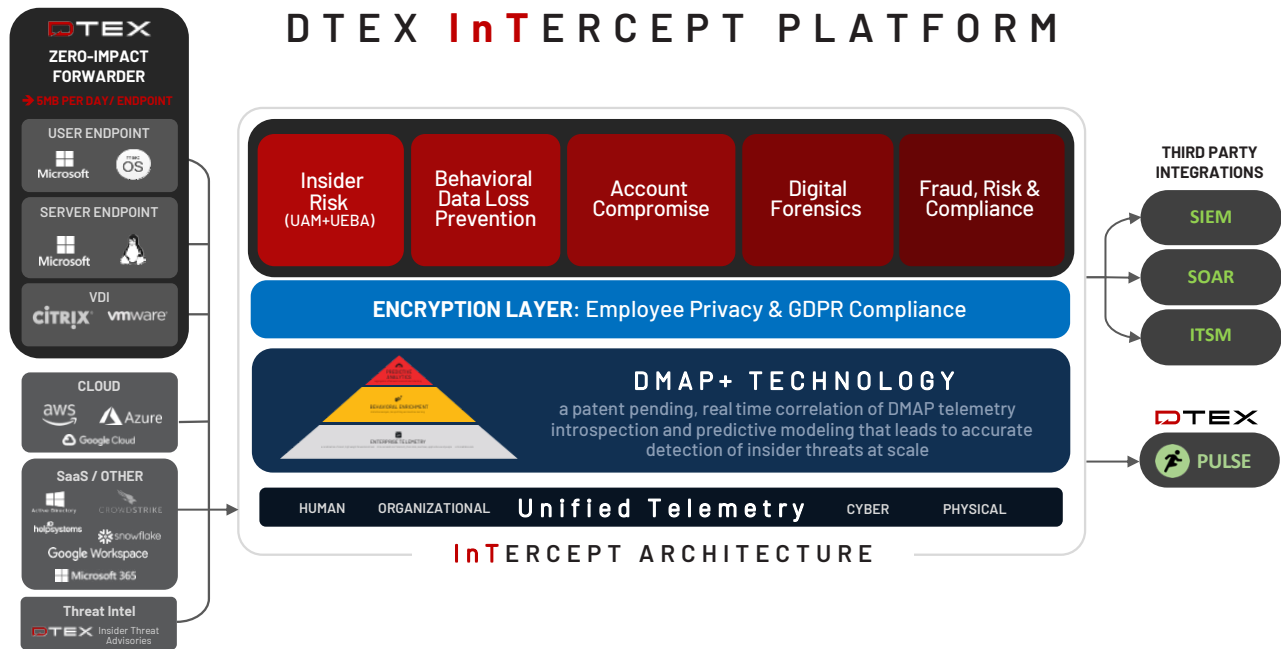 DTEX InTERCEPT PLATFORM
DTEX
ZERO-IMPACT
FORWARDER
→ 5MB PER DAY/ ENDPOINT
USER ENDPOINT
Microsoft
OS
SERVER ENDPOINT
Microsoft
VDI
CİTRIX vmware
CLOUD
aws Azure
Google Cloud
SaaS / OTHER
Active Directory
CROWDSTRIKE
helpsystems
snowflake
Google Workspace
Microsoft 365
Threat Intel
DTEX Insider Threat
Advisories
Insider
Risk
(UAM+UEBA)
Behavioral
Data Loss
Prevention
Account
Compromise
Digital
Forensics
Fraud, Risk &
Compliance
ENCRYPTION LAYER: Employee Privacy & GDPR Compliance
PREDICTIVE
ANALYTICS
BEHAVIORAL ENRICHMENT
ENTERPRISE TELEMETRY
DMAP+ TECHNOLOGY
a patent pending, real time correlation of DMAP telemetry
introspection and predictive modeling that leads to accurate
detection of insider threats at scale
HUMAN ORGANIZATIONAL Unified Telemetry CYBER PHYSICAL
InTERCEPT ARCHITECTURE
THIRD PARTY
INTEGRATIONS
SIEM
SOAR
ITSM
DTEX
PULSE